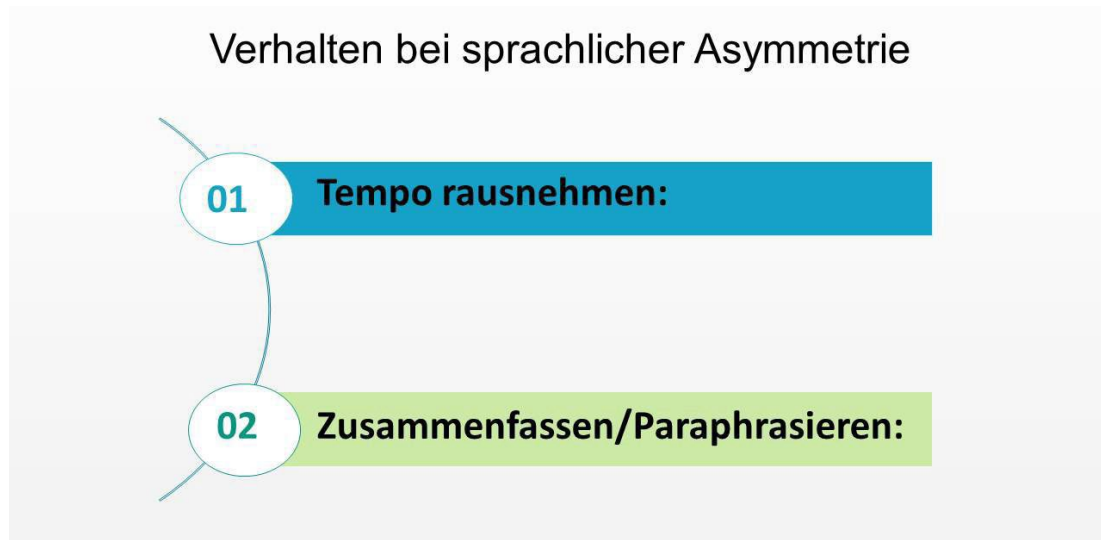 Verhalten bei sprachlicher Asymmetrie
01 Tempo rausnehmen:
02 Zusammenfassen/Paraphrasieren: